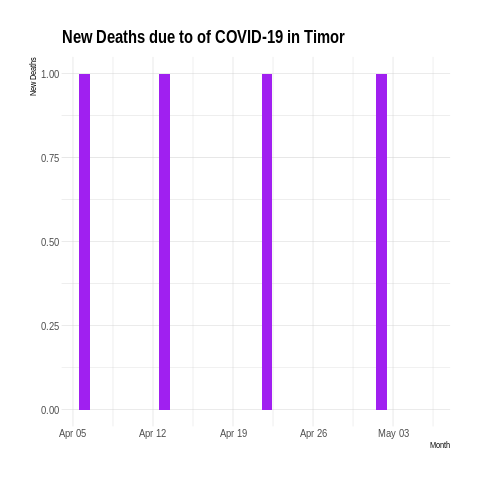 New Deaths due to of COVID-19 in Timor
New Deaths
1.00
0.75
0.50
0.25
0.00
Apr 05 Apr 12 Apr 19 Apr 26 May 03
Month